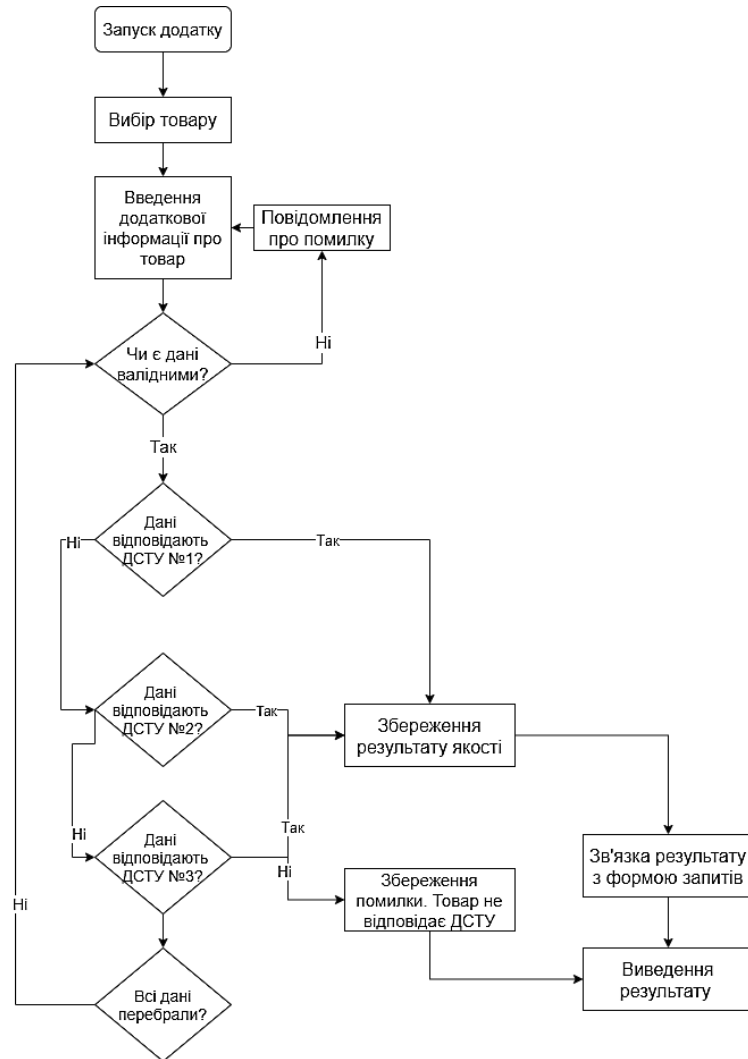 Запуск додатку
Вибір товару
Введення
додаткової
інформації про
товар
Повідомлення
про помилку
Ні
Чи є дані
валідними?
Так
Дані
відповідають
ДСТУ №1?
Ні
Так
Дані
відповідають
ДСТУ №2?
Так
Збереження
результату якості
Ні
Так
Дані
відповідають
ДСТУ №3?
Ні
Збереження
помилки. Товар не
відповідає ДСТУ
Зв'язка результату
з формою запитів
Ні
Всі дані
перебрали?
Виведення
результату